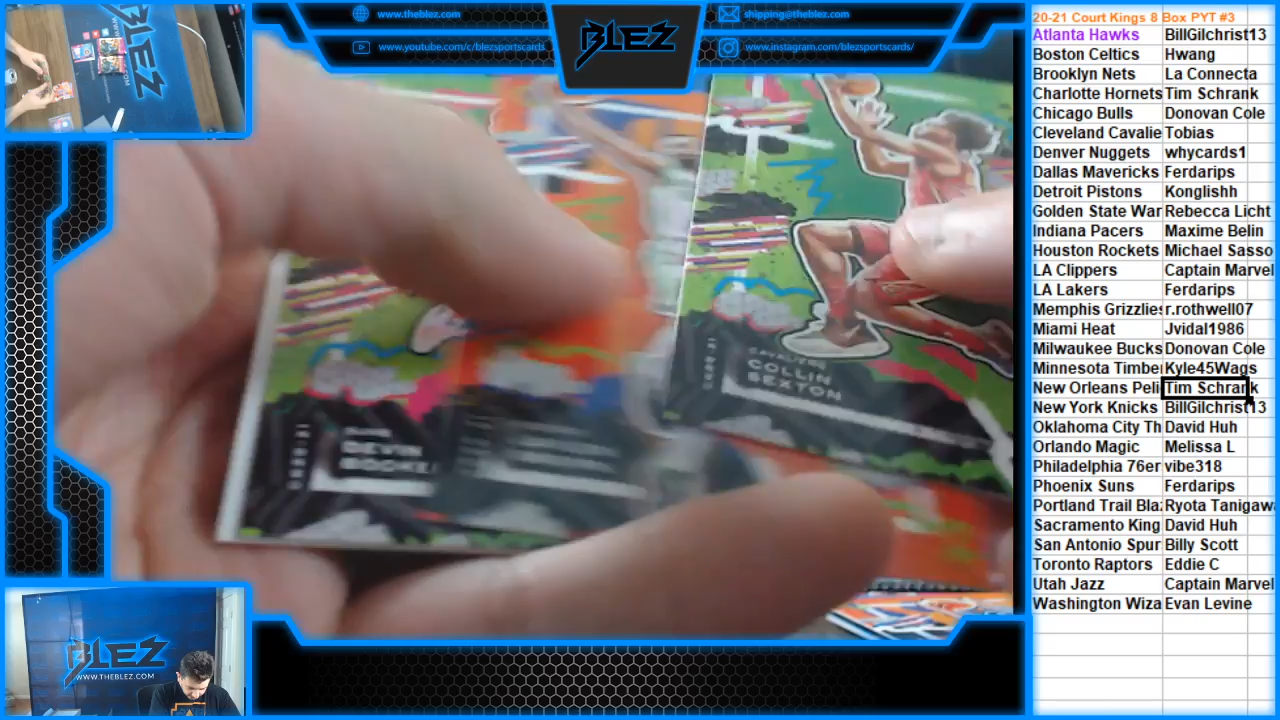 www.theblez.com
shipping@theblez.com
www.youtube.com/c/blezsportscards
www.instagram.com/blezsportscards/
BLEZ
20-21 Court Kings 8 Box PYT #3
Atlanta Hawks BillGilchrist13
Boston Celtics Hwang
Brooklyn Nets La Connecta
Charlotte Hornets Tim Schrank
Chicago Bulls Donovan Cole
Cleveland Cavalie Tobias
Denver Nuggets whycards1
Dallas Mavericks Ferdarips
Detroit Pistons Konglishh
Golden State War Rebecca Licht
Indiana Pacers Maxime Belin
Houston Rockets Michael Sasso
LA Clippers Captain Marvel
LA Lakers Ferdarips
Memphis Grizzlies r.rothwell07
Miami Heat Jvidal1986
Milwaukee Bucks Donovan Cole
Minnesota Timbe Kyle45Wags
New Orleans Peli Tim Schrank
New York Knicks BillGilchrist13
Oklahoma City Th David Huh
Orlando Magic Melissa L
Philadelphia 76er vibe318
Phoenix Suns Ferdarips
Portland Trail Blaz Ryota Tanigaw
Sacramento King David Huh
San Antonio Spur Billy Scott
Toronto Raptors Eddie C
Utah Jazz Captain Marvel
Washington Wiza Evan Levine
CAVALIERS
COLLIN
SEXTON
DEVIN
BLEZ
WWW.THEBLEZ.COM
BLEZ